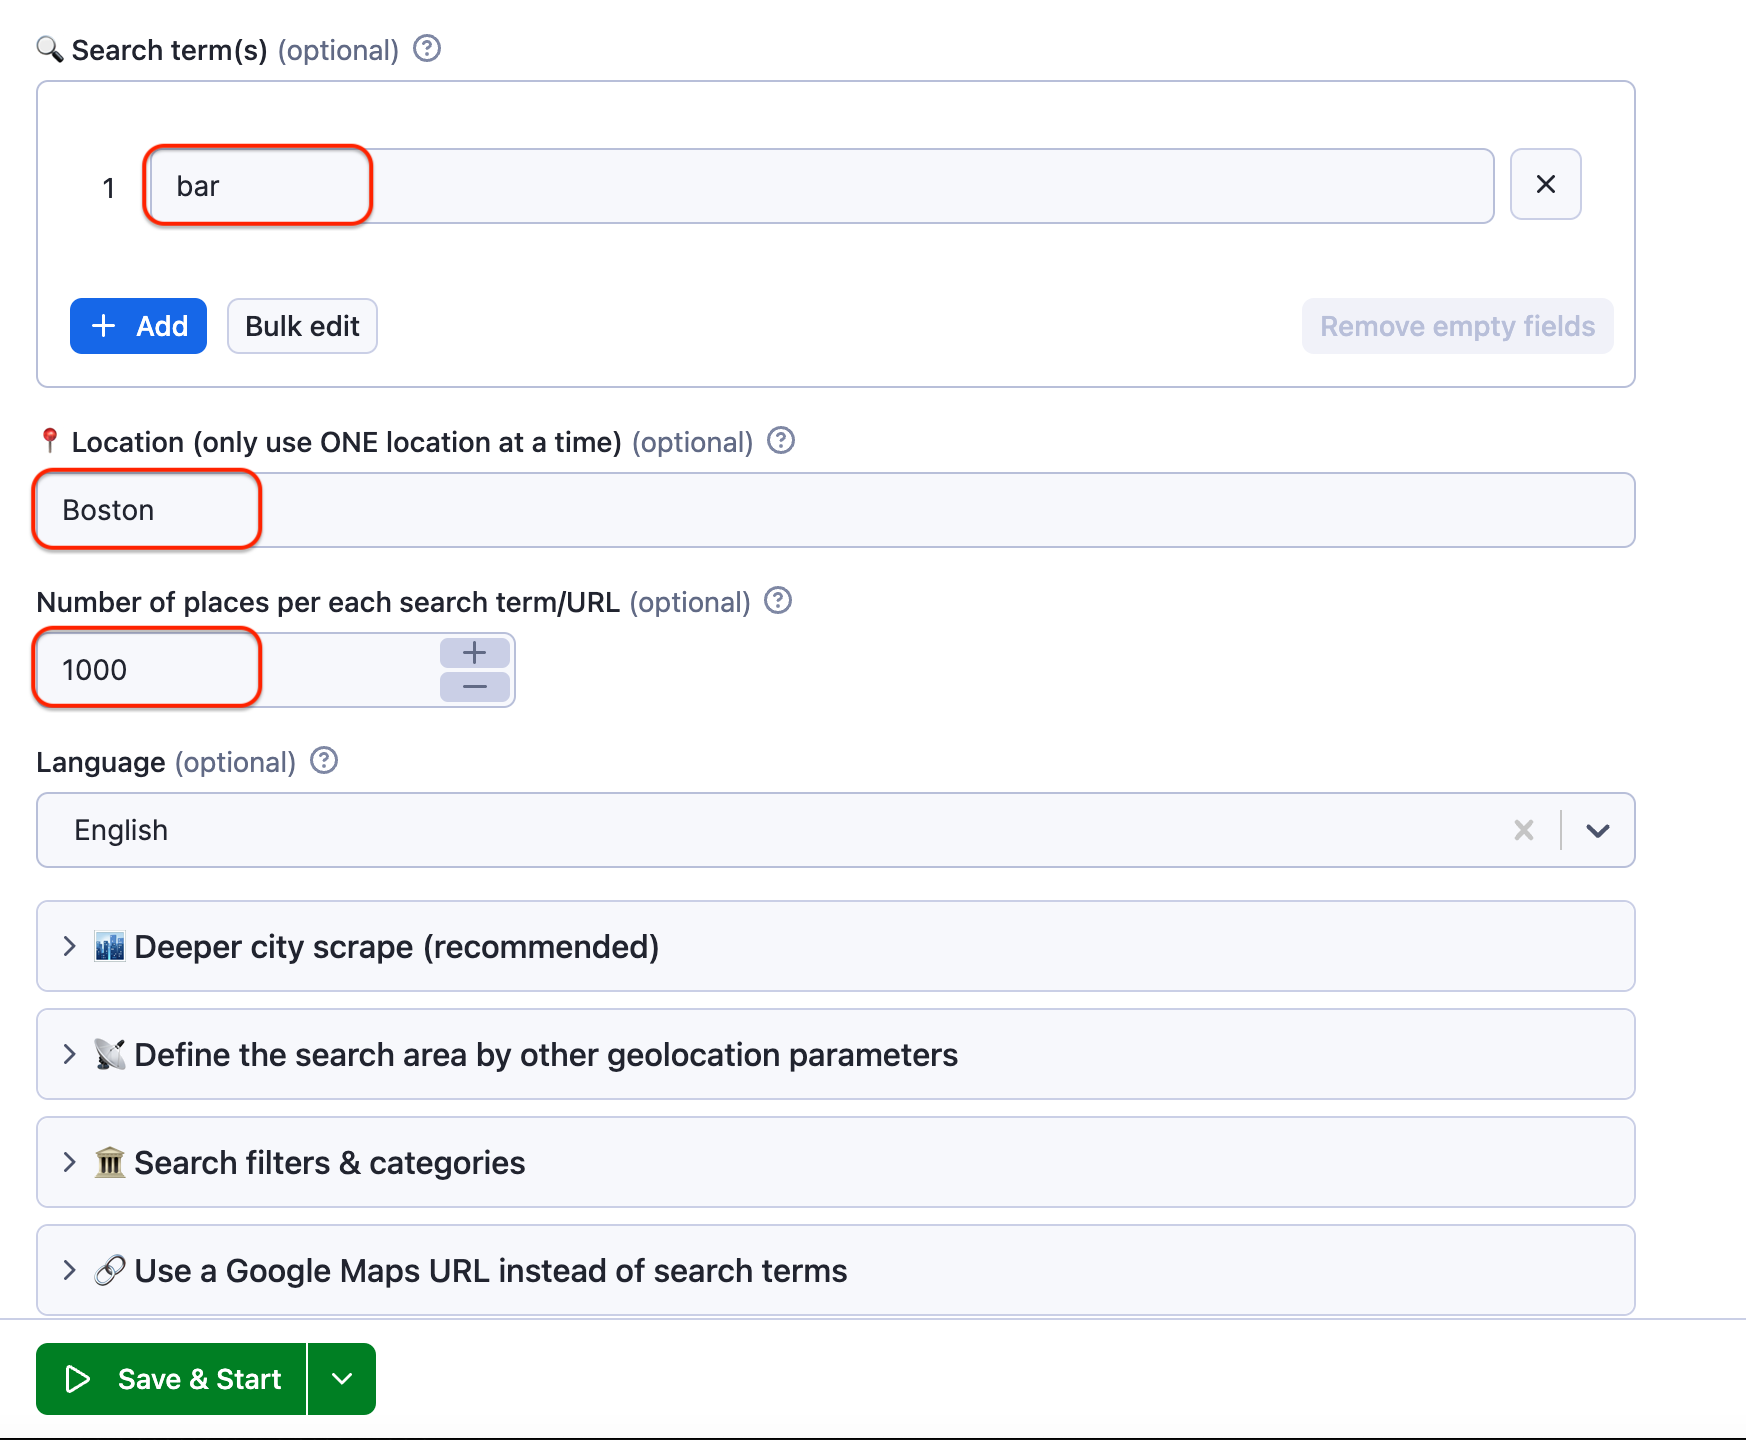 Search term(s) (optional)
1 bar
Add Bulk edit Remove empty fields
Location (only use ONE location at a time) (optional)
Boston
Number of places per each search term/URL (optional)
1000
Language (optional)
English
Deeper city scrape (recommended)
Define the search area by other geolocation parameters
Search filters & categories
Use a Google Maps URL instead of search terms
Save & Start